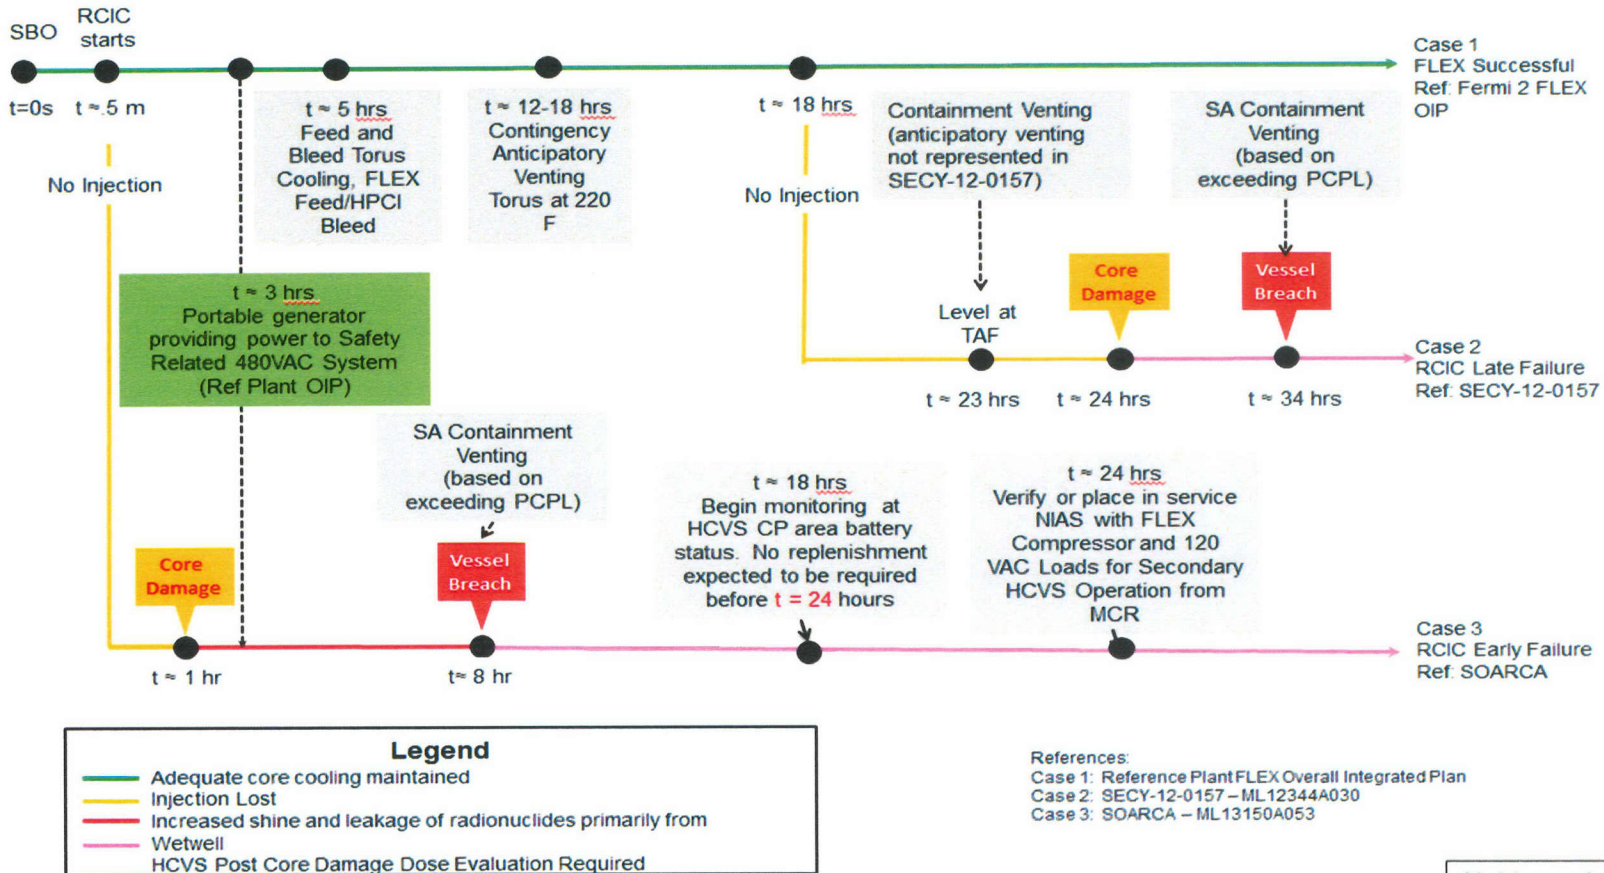 SBO
RCIC
starts
t=0s
t ≈ .5 m
No Injection
t ≈ 5 hrs
Feed and
Bleed Torus
Cooling, FLEX
Feed/HPCI
Bleed
t ≈ 12-18 hrs
Contingency
Anticipatory
Venting
Torus at 220
F
t ≈ 18 hrs
No Injection
Containment Venting
(anticipatory venting
not represented in
SECY-12-0157)
SA Containment
Venting
(based on
exceeding PCPL)
Case 1
FLEX Successful
Ref: Fermi 2 FLEX
OIP
t ≈ 3 hrs
Portable generator
providing power to Safety
Related 480VAC System
(Ref Plant OIP)
Level at
TAF
Core
Damage
Vessel
Breach
t ≈ 23 hrs
t ≈ 24 hrs
t ≈ 34 hrs
Case 2
RCIC Late Failure
Ref: SECY-12-0157
SA Containment
Venting
(based on
exceeding PCPL)
Core
Damage
Vessel
Breach
t ≈ 18 hrs
Begin monitoring at
HCVS CP area battery
status. No replenishment
expected to be required
before t = 24 hours
t ≈ 24 hrs
Verify or place in service
NIAS with FLEX
Compressor and 120
VAC Loads for Secondary
HCVS Operation from
MCR
t ≈ 1 hr
t≈ 8 hr
Case 3
RCIC Early Failure
Ref: SOARCA
Legend
Adequate core cooling maintained
Injection Lost
Increased shine and leakage of radionuclides primarily from
Wetwell
HCVS Post Core Damage Dose Evaluation Required
References:
Case 1: Reference Plant FLEX Overall Integrated Plan
Case 2: SECY-12-0157 – ML12344A030
Case 3: SOARCA – ML13150A053